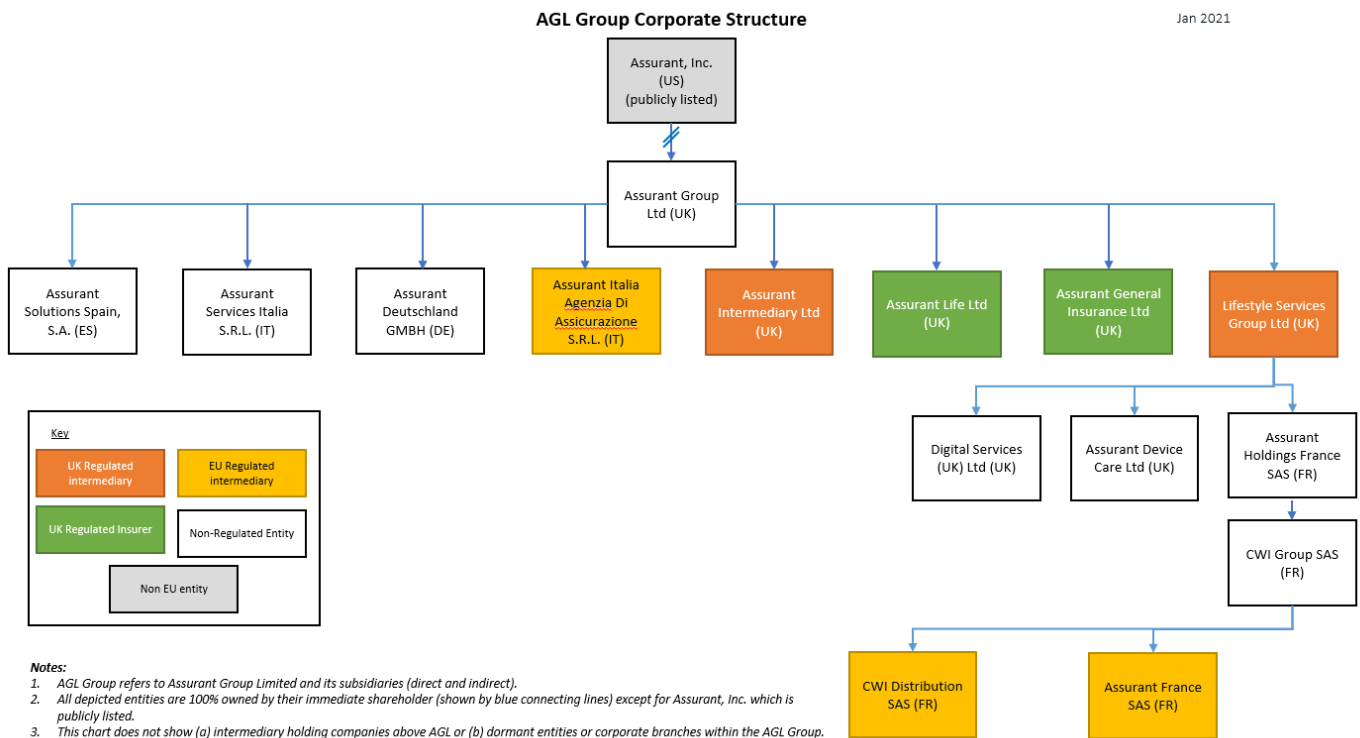 AGL Group Corporate Structure
Jan 2021
Assurant, Inc.
(US)
(publicly listed)
Assurant Group
Ltd (UK)
Assurant
Solutions Spain,
S.A. (ES)
Assurant
Services Italia
S.R.L. (IT)
Assurant
Deutschland
GMBH (DE)
Assurant Italia
Agenzia Di
Assicurazione
S.R.L. (IT)
Assurant
Intermediary Ltd
(UK)
Assurant Life Ltd
(UK)
Assurant General
Insurance Ltd
(UK)
Lifestyle Services
Group Ltd (UK)
Digital Services
(UK) Ltd (UK)
Assurant Device
Care Ltd (UK)
Assurant
Holdings France
SAS (FR)
CWI Group SAS
(FR)
CWI Distribution
SAS (FR)
Assurant France
SAS (FR)
Key
UK Regulated
intermediary
EU Regulated
intermediary
UK Regulated Insurer
Non-Regulated Entity
Non EU entity
Notes:
1. AGL Group refers to Assurant Group Limited and its subsidiaries (direct and indirect).
2. All depicted entities are 100% owned by their immediate shareholder (shown by blue connecting lines) except for Assurant, Inc. which is
publicly listed.
3. This chart does not show (a) intermediary holding companies above AGL or (b) dormant entities or corporate branches within the AGL Group.